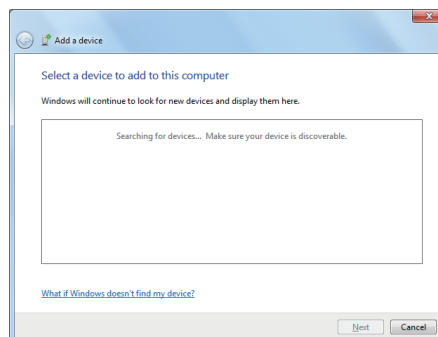 Add a device
Select a device to add to this computer
Windows will continue to look for new devices and display them here.
Searching for devices... Make sure your device is discoverable.
What if Windows doesn't find my device?
Next Cancel